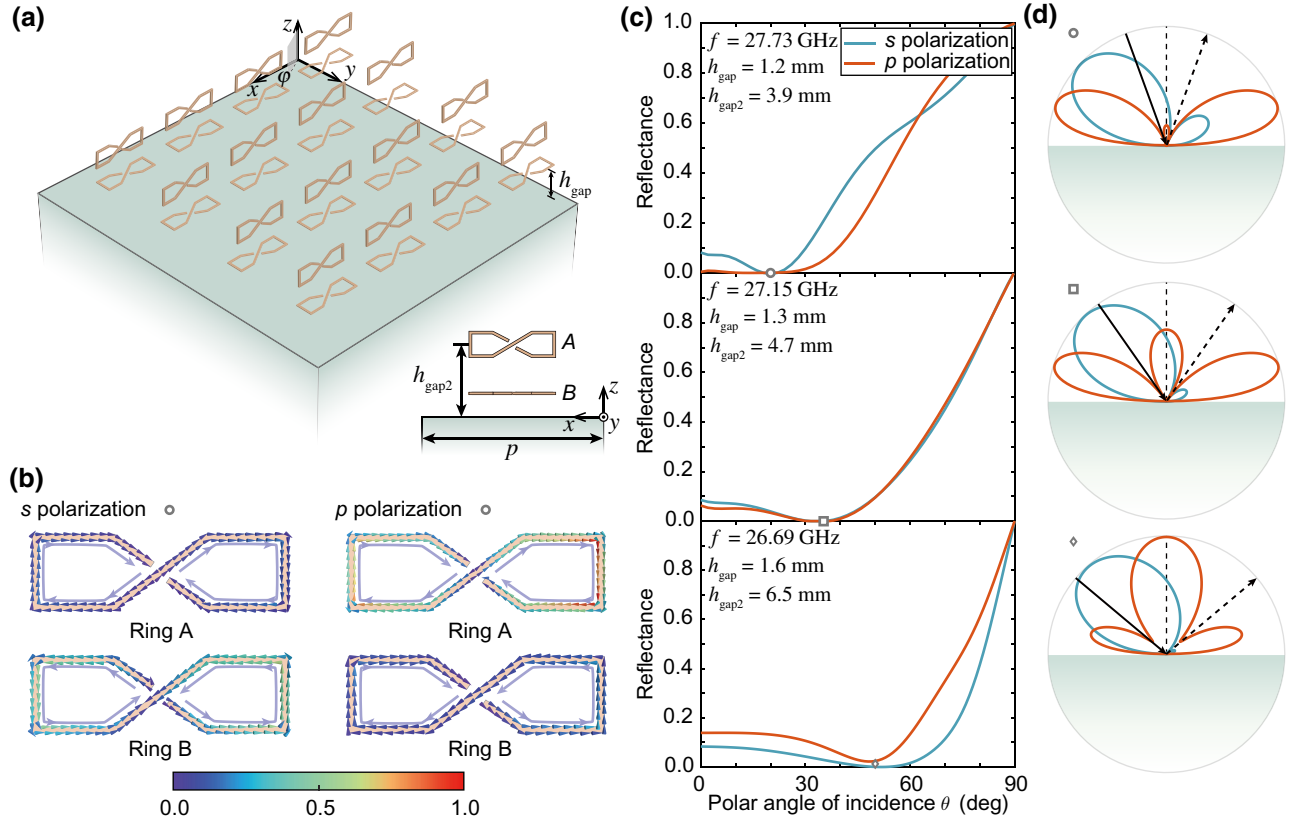 (a)
z
x
φ
y
h_gap
A
h_gap2
B
z
x
y
p
(b)
s polarization
p polarization
Ring A
Ring A
Ring B
Ring B
0.0 0.5 1.0
(c)
1.0
f = 27.73 GHz
h_gap = 1.2 mm
h_gap2 = 3.9 mm
s polarization
p polarization
0.8
0.6
0.4
0.2
0.0
Reflectance
f = 27.15 GHz
h_gap = 1.3 mm
h_gap2 = 4.7 mm
0.8
0.6
0.4
0.2
0.0
Reflectance
f = 26.69 GHz
h_gap = 1.6 mm
h_gap2 = 6.5 mm
0.8
0.6
0.4
0.2
0.0
Reflectance
0 30 60 90
Polar angle of incidence θ (deg)
(d)